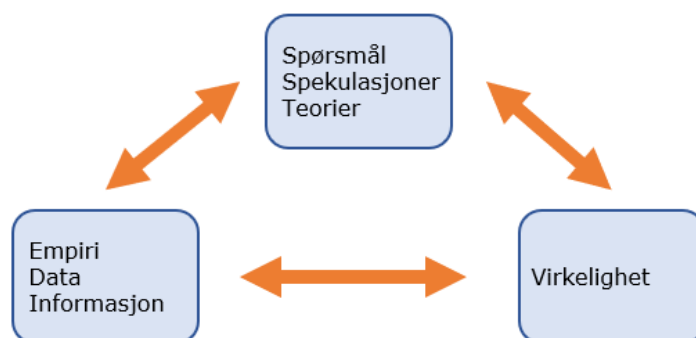 Spørsmål
Spekulasjoner
Teorier
Empiri
Data
Informasjon
Virkelighet